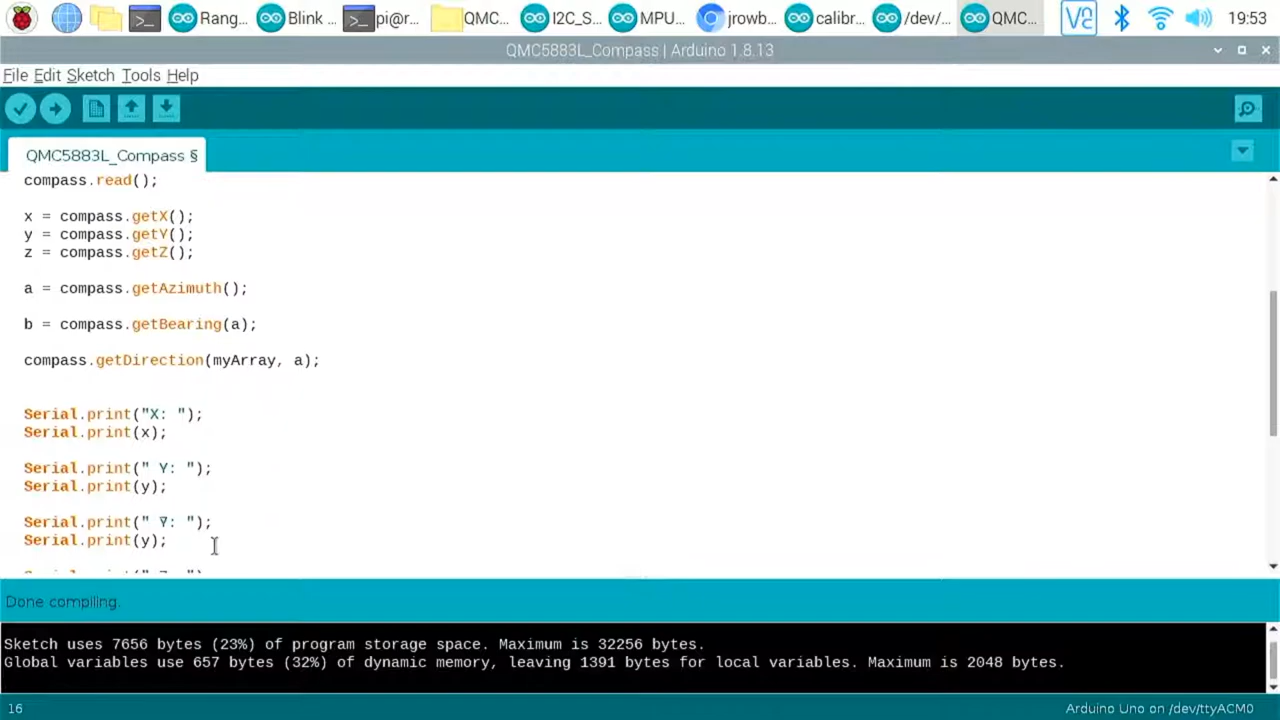 Rang...
Blink ...
pi@r...
QMC...
I2C_S...
MPU...
jrowb...
calibr...
/dev/...
QMC...
19:53
QMC5883L_Compass | Arduino 1.8.13
File Edit Sketch Tools Help
QMC5883L_Compass §
compass.read();
x = compass.getX();
y = compass.getY();
z = compass.getZ();
a = compass.getAzimuth();
b = compass.getBearing(a);
compass.getDirection(myArray, a);
Serial.print("X: ");
Serial.print(x);
Serial.print(" Y: ");
Serial.print(y);
Serial.print(" Y: ");
Serial.print(y);
Done compiling.
Sketch uses 7656 bytes (23%) of program storage space. Maximum is 32256 bytes.
Global variables use 657 bytes (32%) of dynamic memory, leaving 1391 bytes for local variables. Maximum is 2048 bytes.
16
Arduino Uno on /dev/ttyACM0